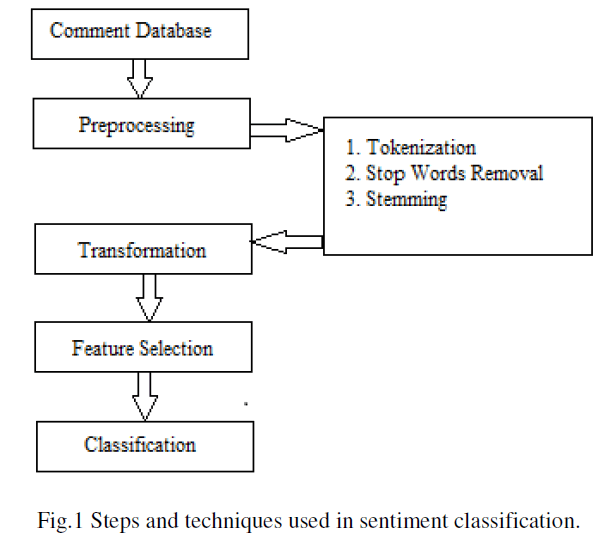 Comment Database
Preprocessing
1. Tokenization
2. Stop Words Removal
3. Stemming
Transformation
Feature Selection
Classification
Fig.1 Steps and techniques used in sentiment classification.